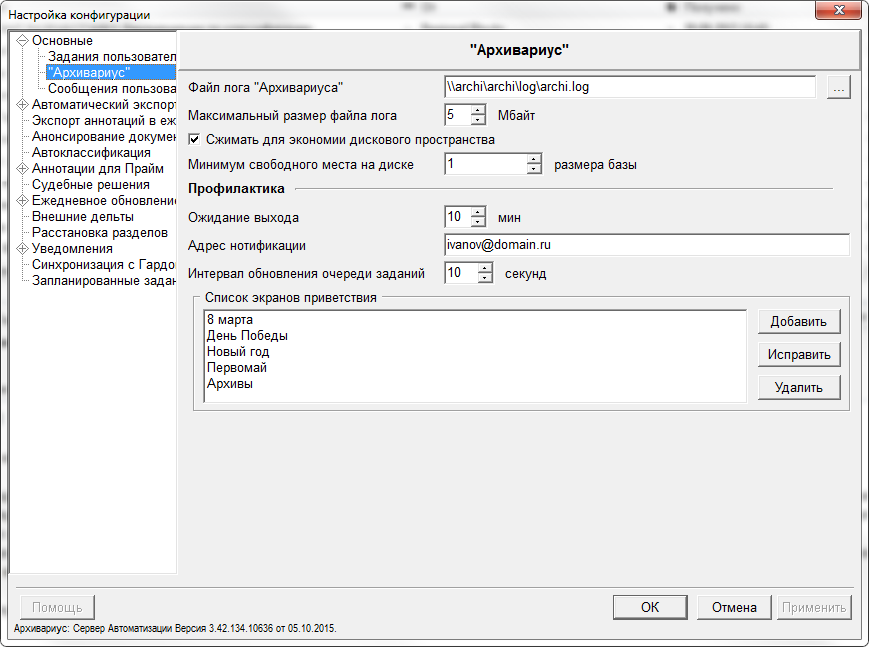 Настройка конфигурации
Основные
Задания пользовател
"Архивариус"
Сообщения пользова
Автоматический экспорт
Экспорт аннотаций в еж
Анонсирование докумен
Автоклассификация
Аннотации для Прайм
Судебные решения
Ежедневное обновлени
Внешние дельты
Расстановка разделов
Уведомления
Синхронизация с Гардо
Запланированные задан
"Архивариус"
Файл лога "Архивариуса" \\archi\archi\log\archi.log ...
Максимальный размер файла лога 5 Мбайт
Сжимать для экономии дискового пространства
Минимум свободного места на диске 1 размера базы
Профилактика
Ожидание выхода 10 мин
Адрес нотификации ivanov@domain.ru
Интервал обновления очереди заданий 10 секунд
Список экранов приветствия
8 марта
День Победы
Новый год
Первомай
Архивы
Добавить
Исправить
Удалить
Помощь ОК Отмена Применить
Архивариус: Сервер Автоматизации Версия 3.42.134.10636 от 05.10.2015.